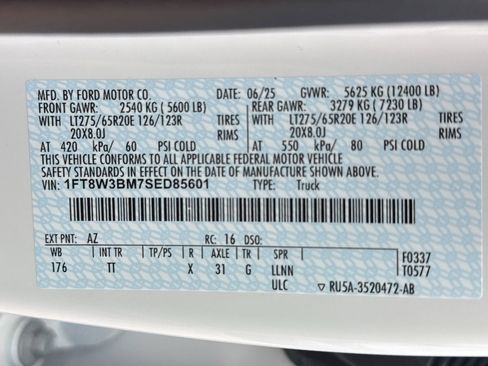 MFD. BY FORD MOTOR CO. DATE: 06/25 GVWR: 5625 KG (12400 LB)
FRONT GAWR: 2540 KG ( 5600 LB) REAR GAWR: 3279 KG ( 7230 LB)
WITH LT275/65R20E 126/123R TIRES WITH LT275/65R20E 126/123R TIRES
20X8.0J RIMS 20X8.0J RIMS
AT 420 kPa/ 60 PSI COLD AT 550 kPa/ 80 PSI COLD
THIS VEHICLE CONFORMS TO ALL APPLICABLE FEDERAL MOTOR VEHICLE
SAFETY STANDARDS IN EFFECT ON THE DATE OF MANUFACTURE SHOWN ABOVE.
VIN: 1FT8W3BM7SED85601 TYPE: Truck
EXT PNT: AZ RC: 16 DSO:
WB INT TR TP/PS R AXLE TR SPR F0337
176 TT X 31 G LLNN T0577
ULC ▽ RU5A-3520472-AB